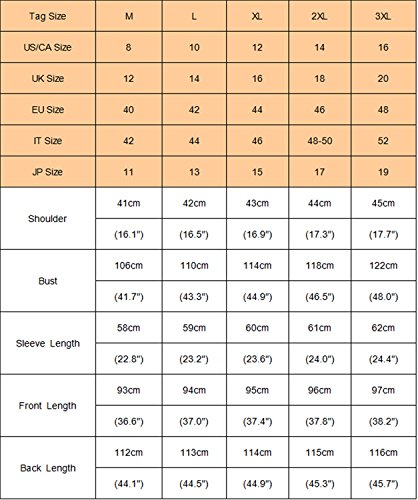 Tag Size M L XL 2XL 3XL
US/CA Size 8 10 12 14 16
UK Size 12 14 16 18 20
EU Size 40 42 44 46 48
IT Size 42 44 46 48-50 52
JP Size 11 13 15 17 19
Shoulder
41cm 42cm 43cm 44cm 45cm
(16.1") (16.5") (16.9") (17.3") (17.7")
Bust
106cm 110cm 114cm 118cm 122cm
(41.7") (43.3") (44.9") (46.5") (48.0")
Sleeve Length
58cm 59cm 60cm 61cm 62cm
(22.8") (23.2") (23.6") (24.0") (24.4")
Front Length
93cm 94cm 95cm 96cm 97cm
(36.6") (37.0") (37.4") (37.8") (38.2")
Back Length
112cm 113cm 114cm 115cm 116cm
(44.1") (44.5") (44.9") (45.3") (45.7")